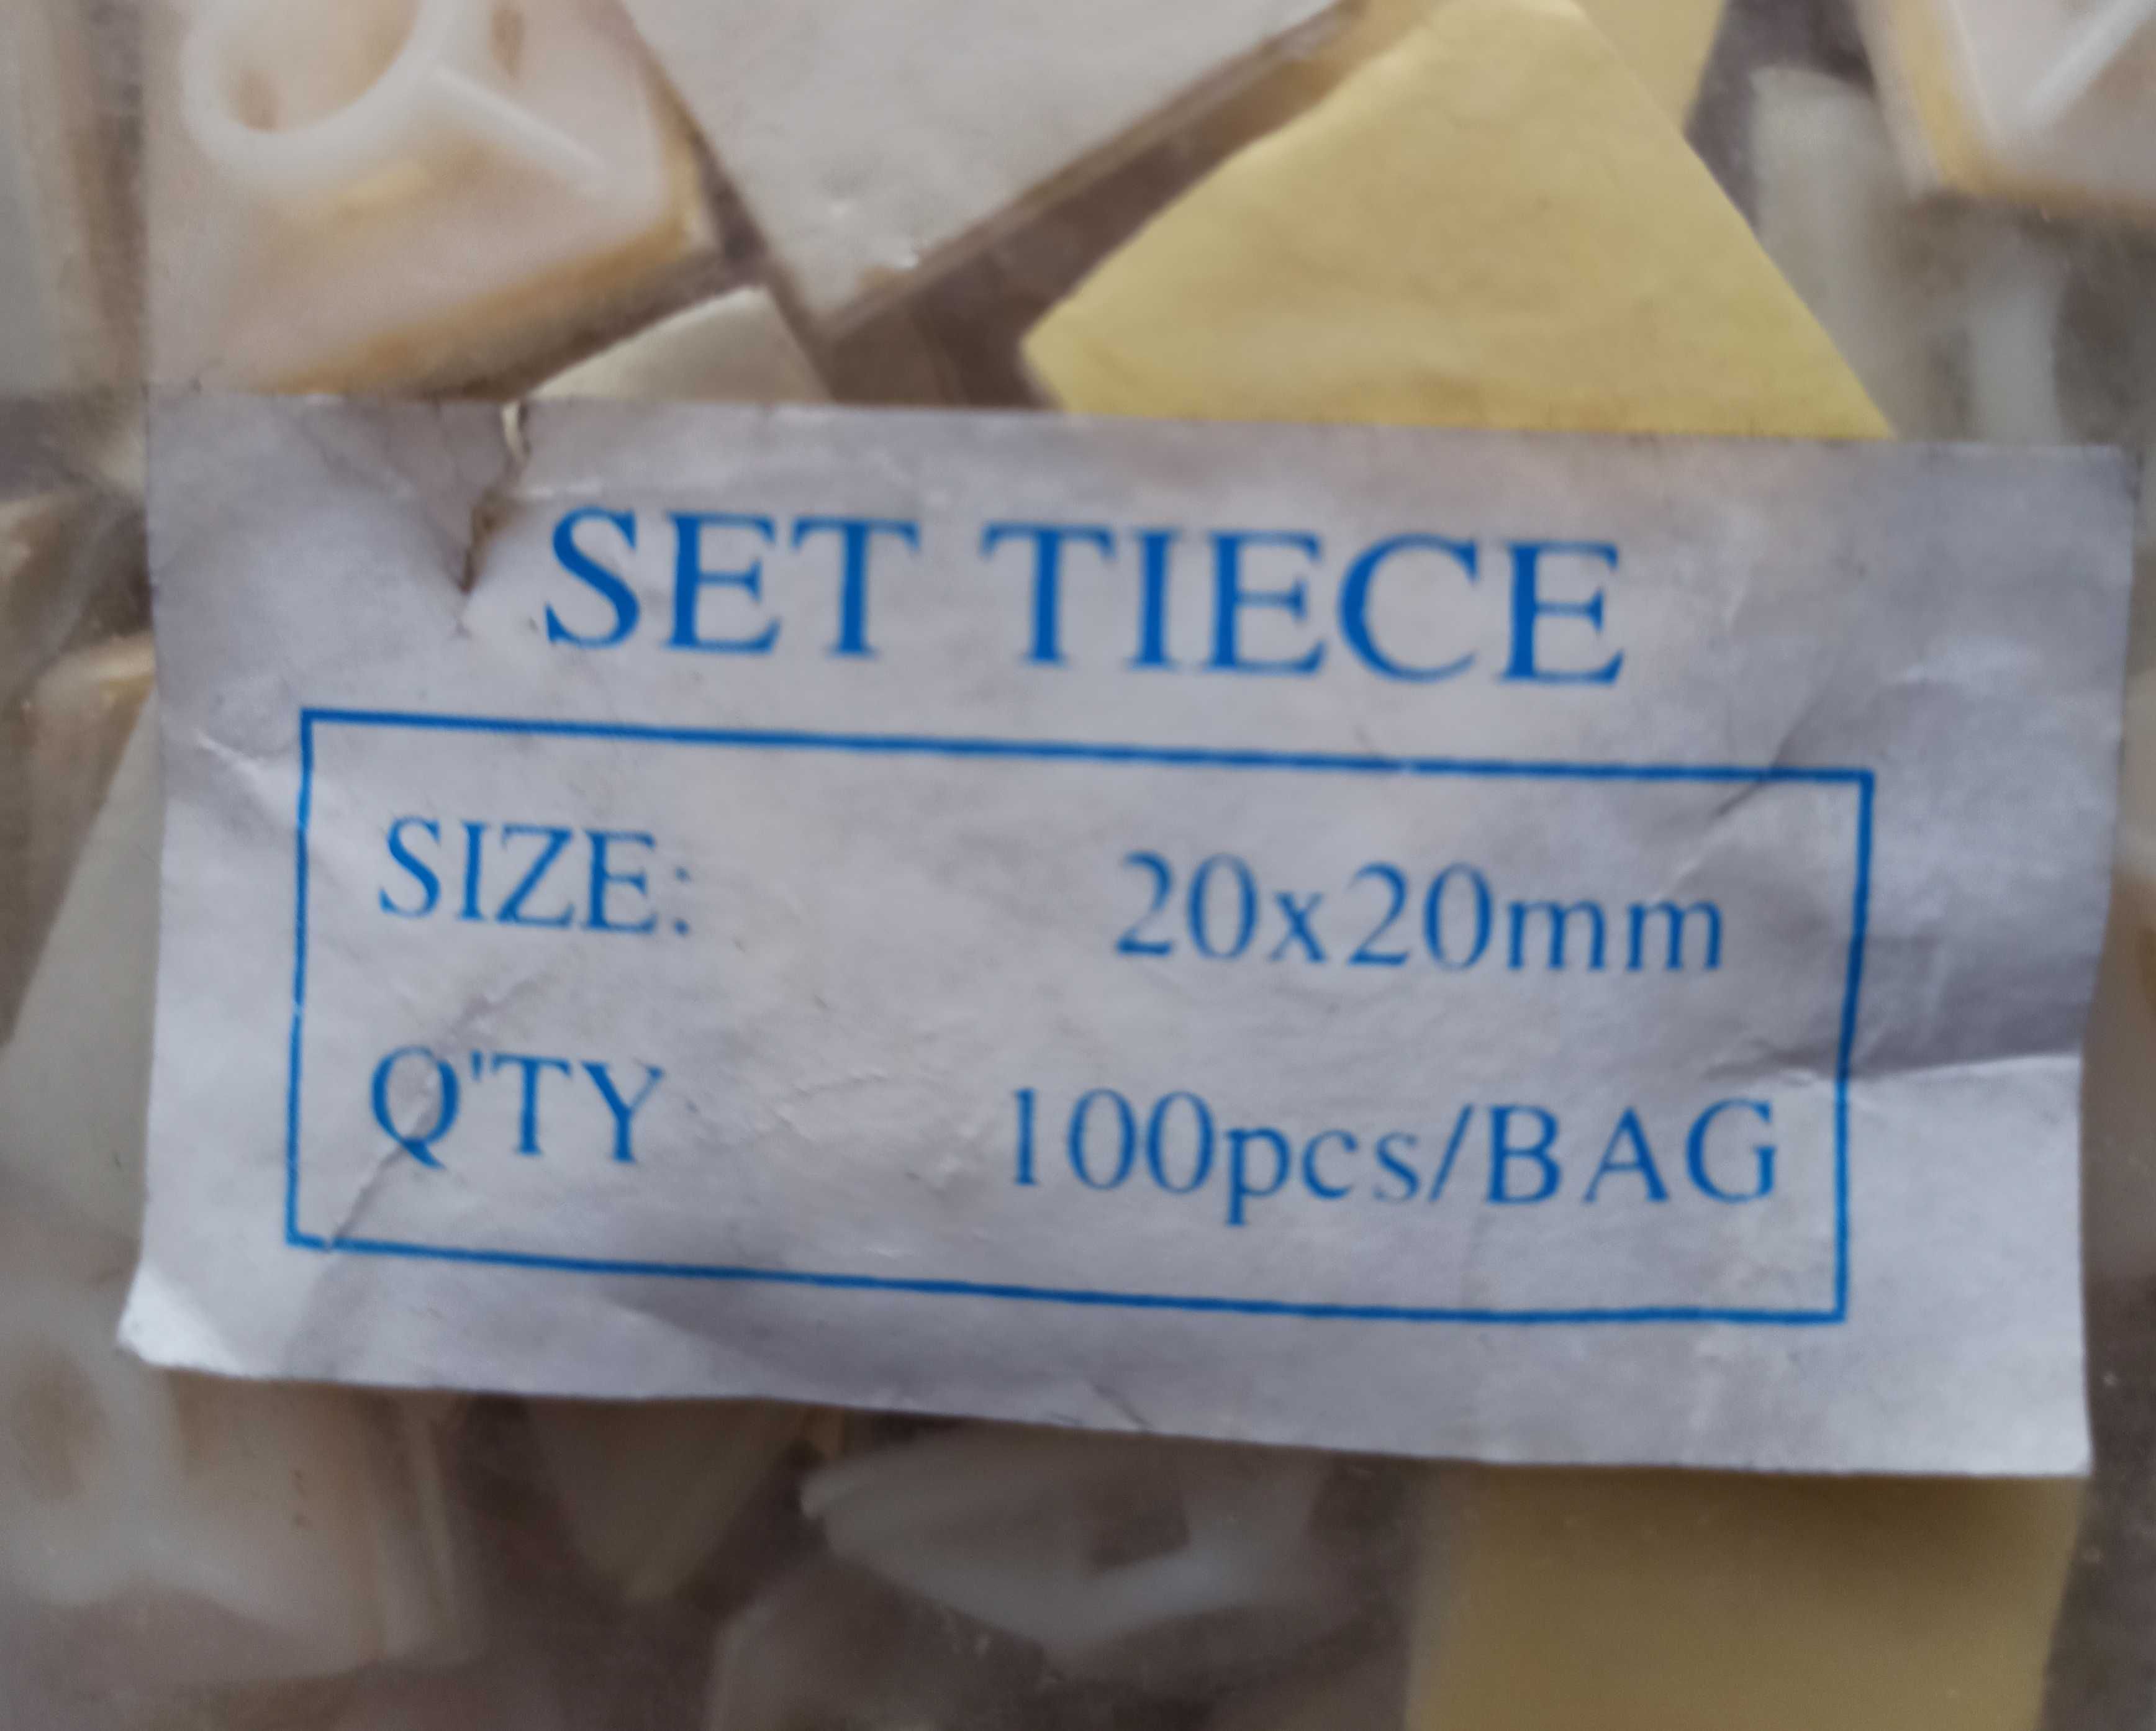 SET TIECE
SIZE: 20x20mm
Q'TY 100pcs/BAG